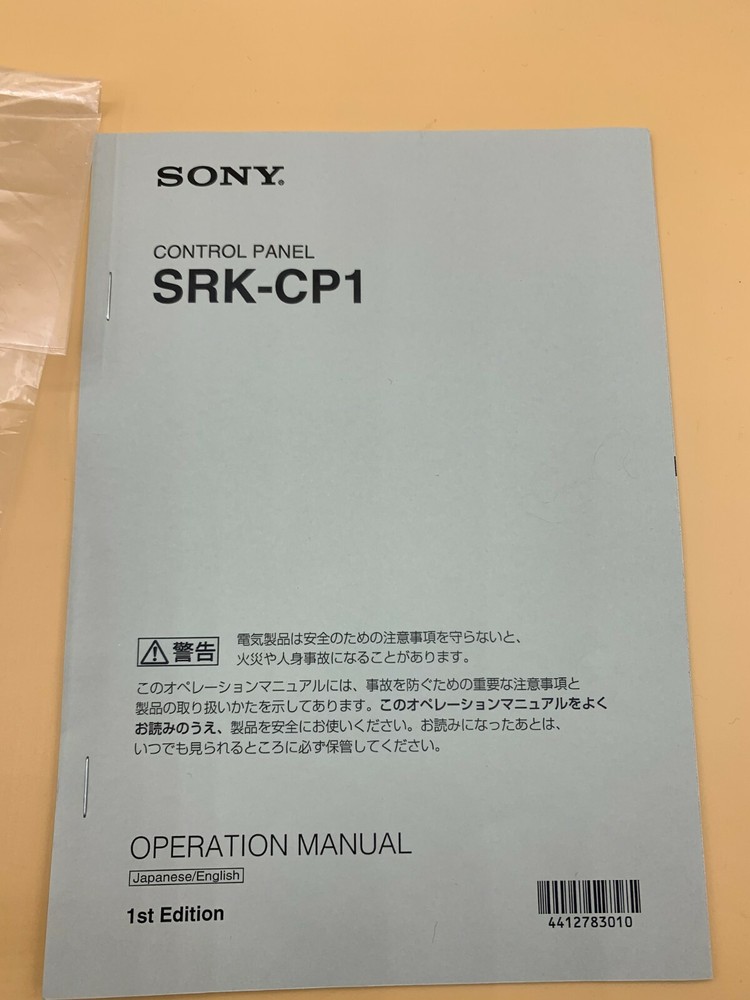 SONY®
CONTROL PANEL
SRK-CP1
警告
電気製品は安全のための注意事項を守らないと、
火災や人身事故になることがあります。
このオペレーションマニュアルには、事故を防ぐための重要な注意事項と
製品の取り扱いかたを示してあります。このオペレーションマニュアルをよく
お読みのうえ、製品を安全にお使いください。お読みになったあとは、
いつでも見られるところに必ず保管してください。
OPERATION MANUAL
Japanese/English
1st Edition
4412783010